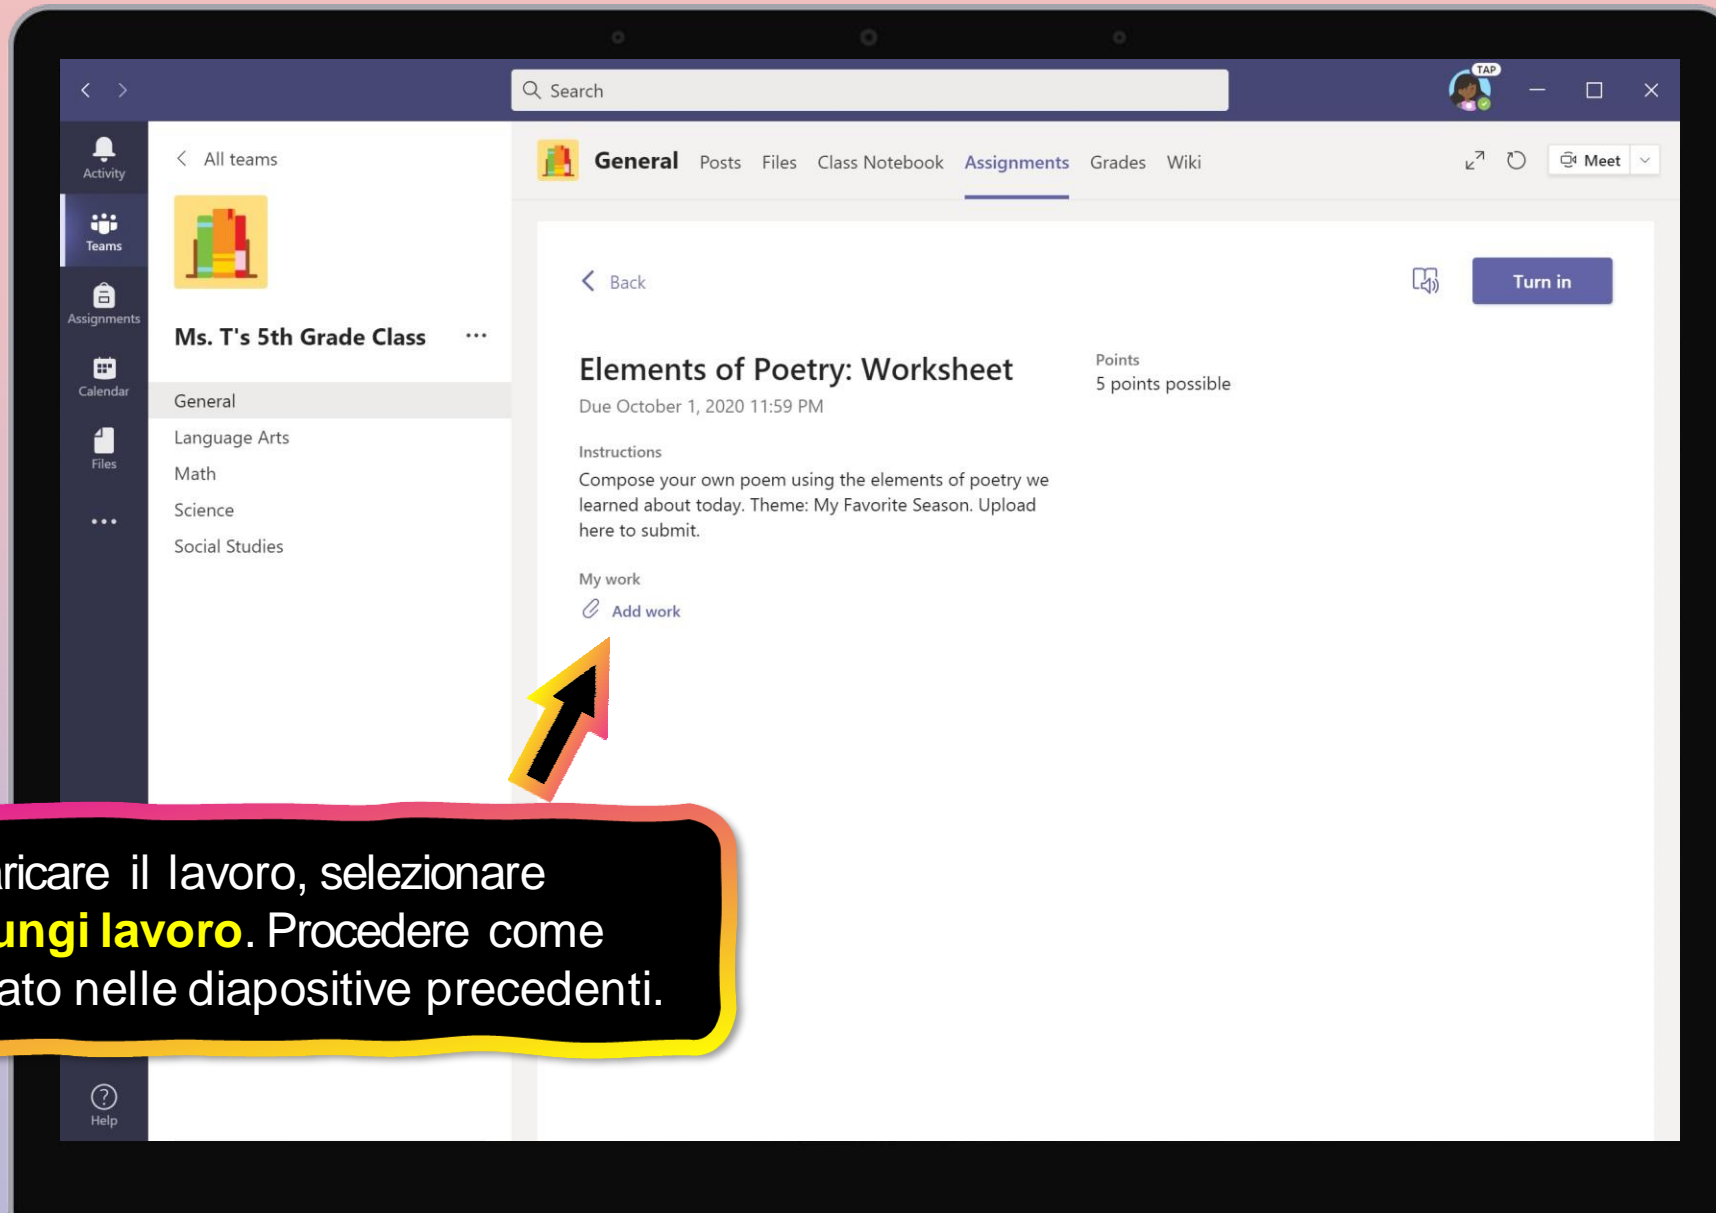 Search
TAP
Activity
Teams
Assignments
Calendar
Files
Help
All teams
Ms. T's 5th Grade Class
General
Language Arts
Math
Science
Social Studies
General Posts Files Class Notebook Assignments Grades Wiki
Meet
Back
Turn in
Elements of Poetry: Worksheet
Due October 1, 2020 11:59 PM
Points
5 points possible
Instructions
Compose your own poem using the elements of poetry we
learned about today. Theme: My Favorite Season. Upload
here to submit.
My work
Add work
il lavoro, selezionare
lavoro. Procedere come
nelle diapositive precedenti.